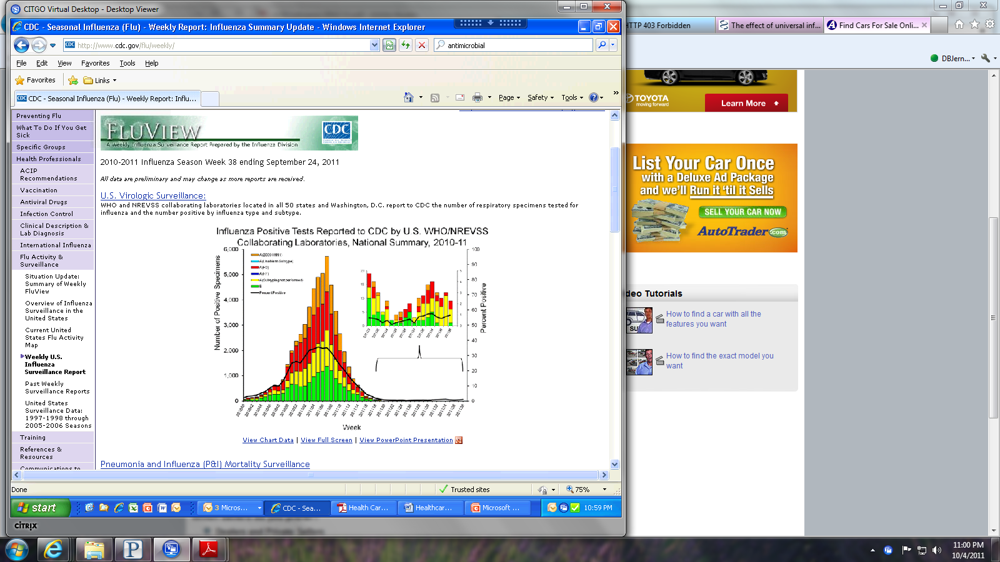 CITGO Virtual Desktop - Desktop Viewer
CDC - Seasonal Influenza (Flu) - Weekly Report: Influenza Summary Update - Windows Internet Explorer
http://www.cdc.gov/flu/weekly/
antimicrobial
File Edit View Favorites Tools Help
Favorites Links
CDC CDC - Seasonal Influenza (Flu) - Weekly Report: Influ...
Page Safety Tools
Preventing Flu
What To Do If You Get
Sick
Specific Groups
Health Professionals
ACIP
Recommendations
Vaccination
Antiviral Drugs
Infection Control
Clinical Description &
Lab Diagnosis
International Influenza
Flu Activity &
Surveillance
Situation Update:
Summary of Weekly
FluView
Overview of Influenza
Surveillance in the
United States
Current United
States Flu Activity
Map
Weekly U.S.
Influenza
Surveillance Report
Past Weekly
Surveillance Reports
United States
Surveillance Data:
1997-1998 through
2005-2006 Seasons
Training
References &
Resources
Communications to
FLUVIEW
A Weekly Influenza Surveillance Report Prepared by the Influenza Division
CDC
2010-2011 Influenza Season Week 38 ending September 24, 2011
All data are preliminary and may change as more reports are received.
U.S. Virologic Surveillance:
WHO and NREVSS collaborating laboratories located in all 50 states and Washington, D.C. report to CDC the number of respiratory specimens tested for
influenza and the number positive by influenza type and subtype.
Influenza Positive Tests Reported to CDC by U.S. WHO/NREVSS
Collaborating Laboratories, National Summary, 2010-11
Number of Positive Specimens
6,000
5,000
4,000
3,000
2,000
1,000
0
A(2009 H1N1)
A(Unable to Subtype)
A(H3)
A(H1)
A(Subtyping not performed)
B
Percent Positive
100
90
80
70
60
50
40
30
20
10
0
Percent Positive
Week
View Chart Data | View Full Screen | View PowerPoint Presentation
Pneumonia and Influenza (P&I) Mortality Surveillance
Done
Trusted sites
75%
start
3 Micros...
CDC - Sea...
Health Car...
Healthcar...
Microsoft ...
10:59 PM
CITRIX
Dealers and Private Sellers
HTTP 403 Forbidden
The effect of universal inf...
Find Cars For Sale Onli...
DBJern...
TOYOTA
moving forward
Learn More
List Your Car Once
with a Deluxe Ad Package
and we'll Run it 'til it Sells
SELL YOUR CAR NOW
AutoTrader.com
deo Tutorials
How to find a car with all the
features you want
How to find the exact model you
want
11:00 PM
10/4/2011